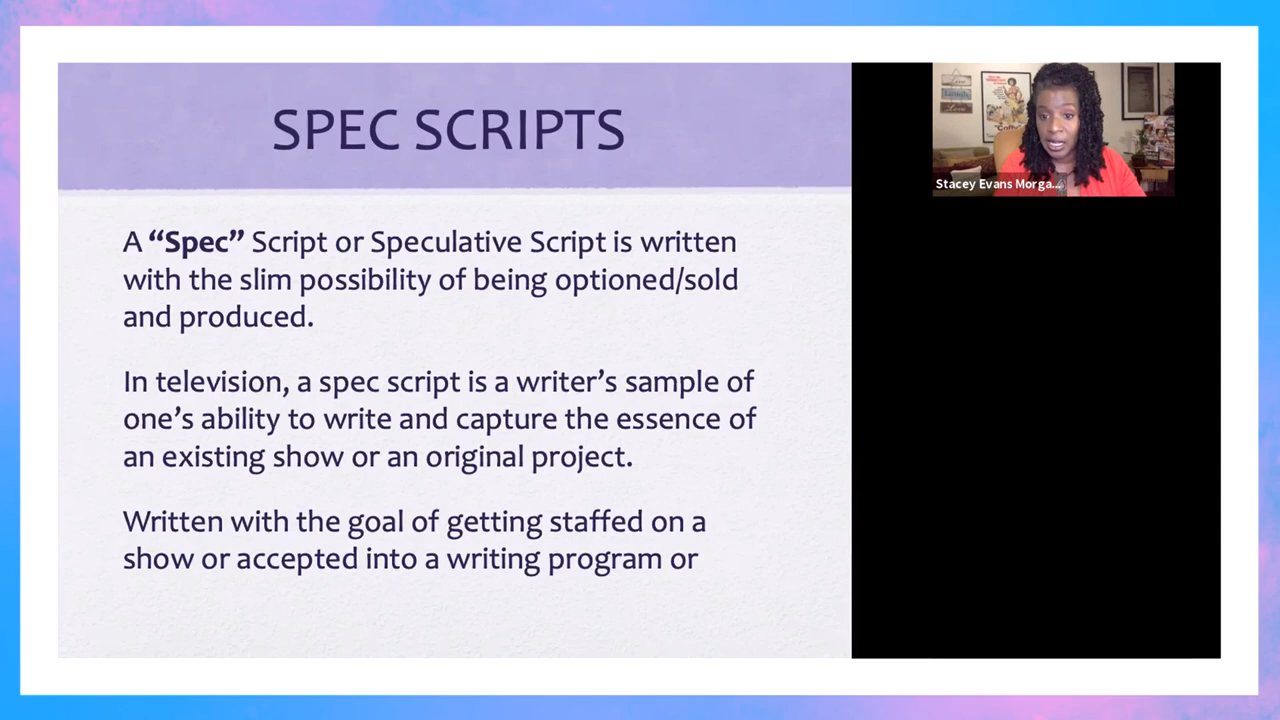 SPEC SCRIPTS
A “Spec” Script or Speculative Script is written
with the slim possibility of being optioned/sold
and produced.
In television, a spec script is a writer’s sample of
one’s ability to write and capture the essence of
an existing show or an original project.
Written with the goal of getting staffed on a
show or accepted into a writing program or
Stacey Evans Morga...